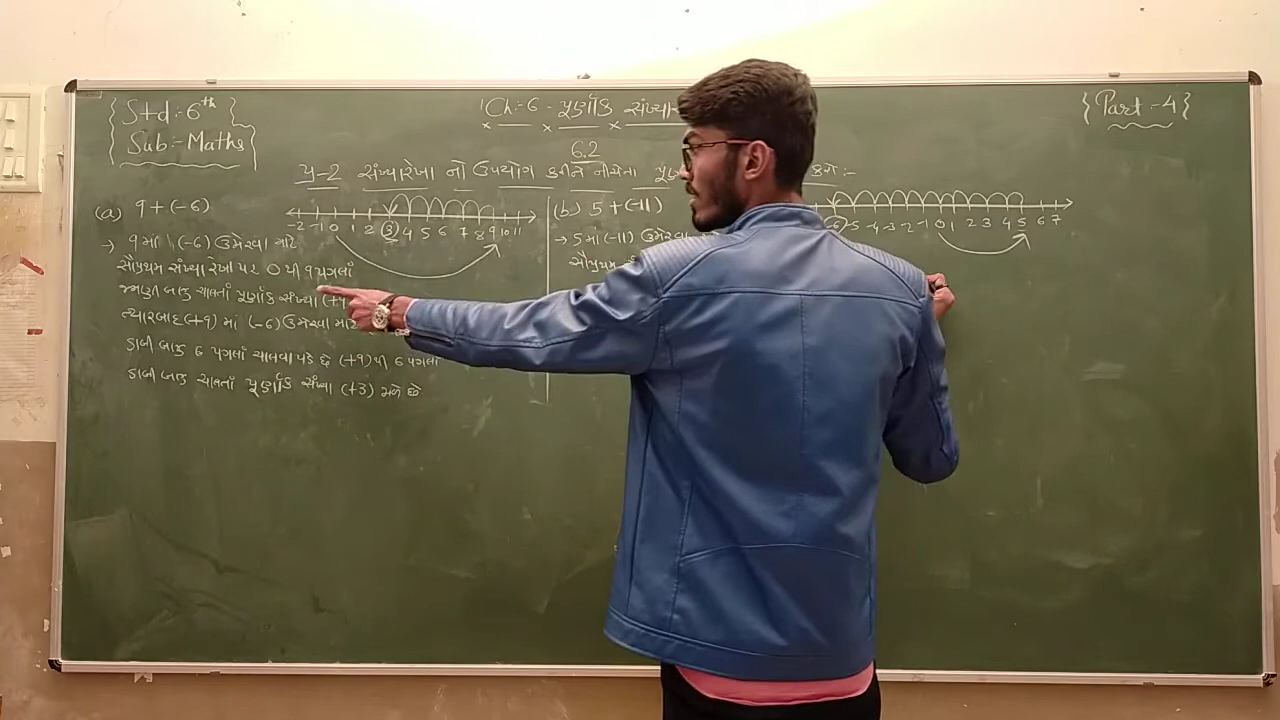 Std :- 6th
Sub :- Maths
Ch :- 6 - પૂર્ણાંક સંખ્યા
Part :- 4
6.2
પ્ર-2 સંખ્યારેખા નો ઉપયોગ કરીને નીચેના કરો :-
(a) 9 + (-6)
-2 -1 0 1 2 3 4 5 6 7 8 9 10 11
→ 9 માં (-6) ઉમેરવા માટે
સૌપ્રથમ સંખ્યા રેખા પર 0 થી 9 પગલાં
જમણી બાજુ ચાલતાં પૂર્ણાંક સંખ્યા (+9
ત્યારબાદ (+9) માં (-6) ઉમેરવા માટે
ડાબી બાજુ 6 પગલાં ચાલવા પડે છે (+9) થી 6 પગલાં
ડાબી બાજુ ચાલતાં પૂર્ણાંક સંખ્યા (+3) મળે છે
(b) 5 + (-11)
-6 -5 -4 -3 -2 -1 0 1 2 3 4 5 6 7
→ 5 માં (-11) ઉમેરવા
સૌપ્રથમ